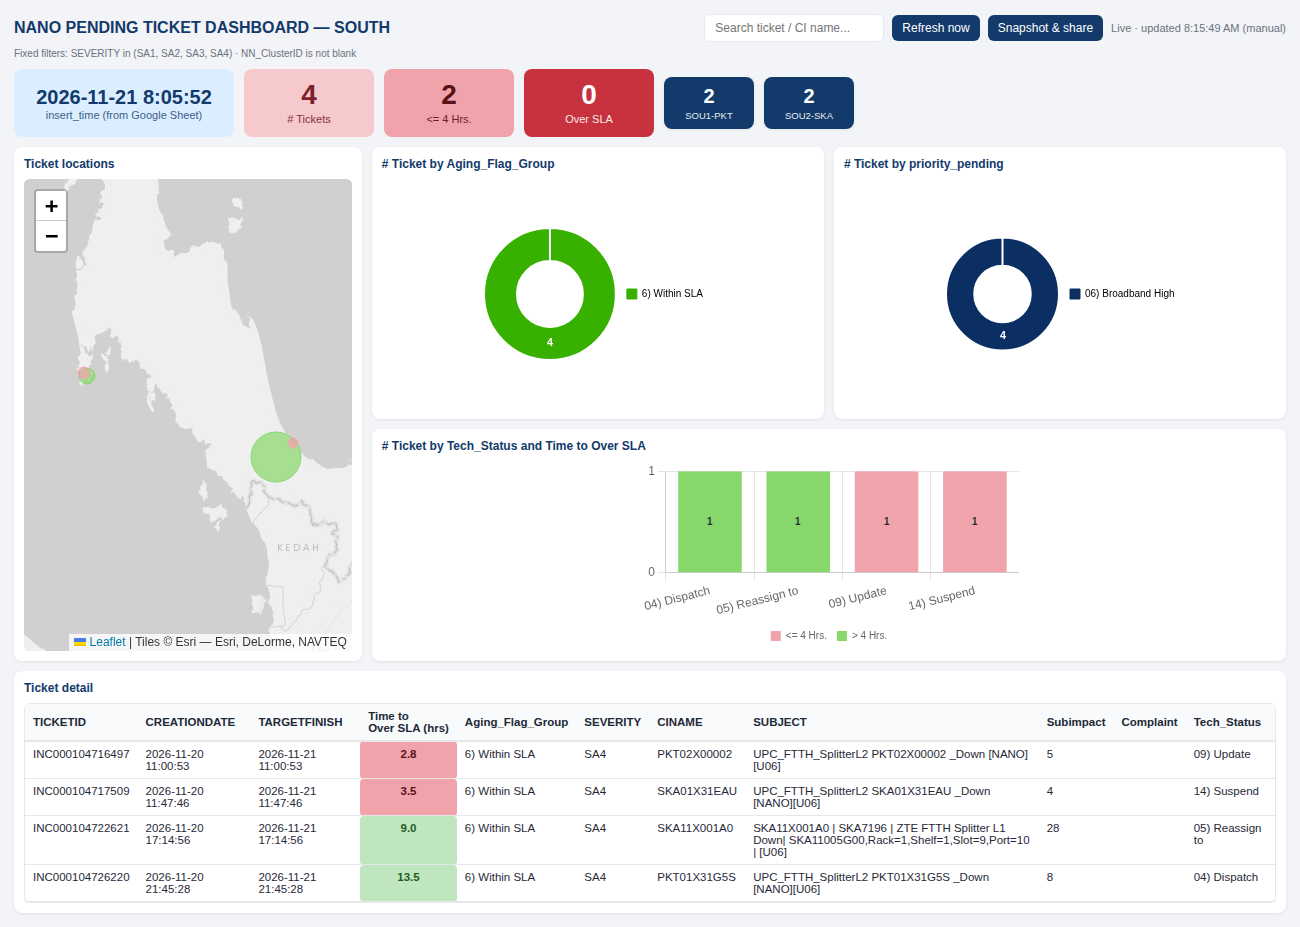 NANO PENDING TICKET DASHBOARD — SOUTH
Search ticket / CI name...
Refresh now
Snapshot & share
Live · updated 8:15:49 AM (manual)
Fixed filters: SEVERITY in (SA1, SA2, SA3, SA4) · NN_ClusterID is not blank
2026-11-21 8:05:52
insert_time (from Google Sheet)
4
# Tickets
2
<= 4 Hrs.
0
Over SLA
2
SOU1-PKT
2
SOU2-SKA
Ticket locations
+
−
KEDAH
Leaflet | Tiles © Esri — Esri, DeLorme, NAVTEQ
# Ticket by Aging_Flag_Group
4
6) Within SLA
# Ticket by priority_pending
4
06) Broadband High
# Ticket by Tech_Status and Time to Over SLA
1
0
1
1
1
1
04) Dispatch
05) Reassign to
09) Update
14) Suspend
<= 4 Hrs.
> 4 Hrs.
Ticket detail
TICKETID CREATIONDATE TARGETFINISH Time to Over SLA (hrs) Aging_Flag_Group SEVERITY CINAME SUBJECT Subimpact Complaint Tech_Status
INC000104716497 2026-11-20 11:00:53 2026-11-21 11:00:53 2.8 6) Within SLA SA4 PKT02X00002 UPC_FTTH_SplitterL2 PKT02X00002 _Down [NANO][U06] 5 09) Update
INC000104717509 2026-11-20 11:47:46 2026-11-21 11:47:46 3.5 6) Within SLA SA4 SKA01X31EAU UPC_FTTH_SplitterL2 SKA01X31EAU _Down [NANO][U06] 4 14) Suspend
INC000104722621 2026-11-20 17:14:56 2026-11-21 17:14:56 9.0 6) Within SLA SA4 SKA11X001A0 SKA11X001A0 | SKA7196 | ZTE FTTH Splitter L1 Down| SKA11005G00,Rack=1,Shelf=1,Slot=9,Port=10 | [U06] 28 05) Reassign to
INC000104726220 2026-11-20 21:45:28 2026-11-21 21:45:28 13.5 6) Within SLA SA4 PKT01X31G5S UPC_FTTH_SplitterL2 PKT01X31G5S _Down [NANO][U06] 8 04) Dispatch